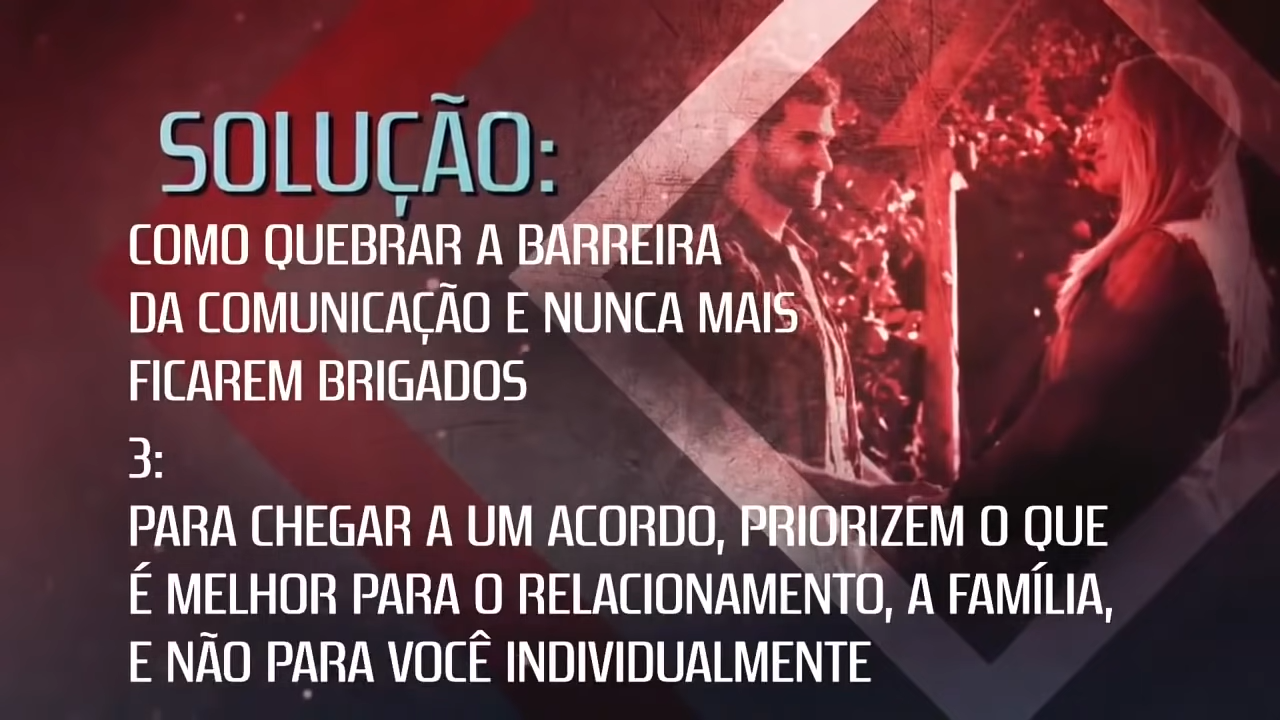 SOLUÇÃO:
COMO QUEBRAR A BARREIRA
DA COMUNICAÇÃO E NUNCA MAIS
FICAREM BRIGADOS
3:
PARA CHEGAR A UM ACORDO, PRIORIZEM O QUE
É MELHOR PARA O RELACIONAMENTO, A FAMÍLIA,
E NÃO PARA VOCÊ INDIVIDUALMENTE